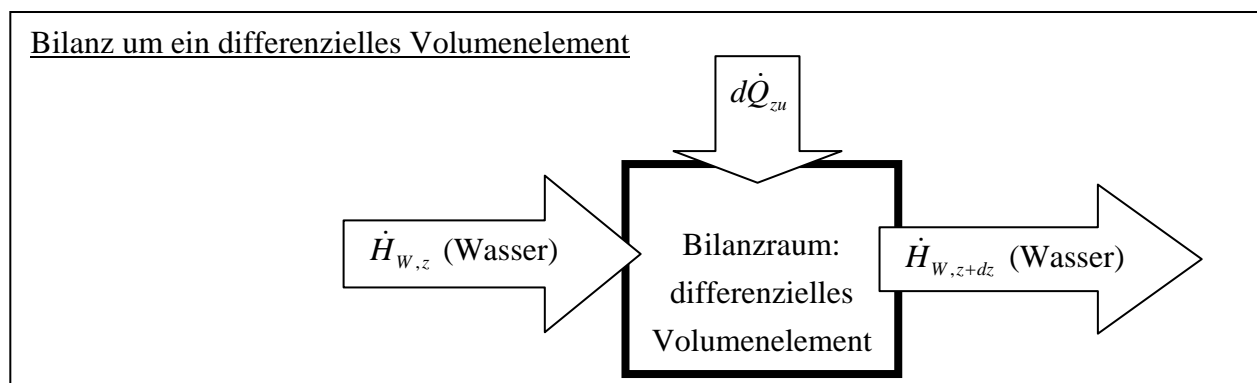 Bilanz um ein differenzielles Volumenelement
dQ̇_zu
Ḣ_W,z (Wasser)
Bilanzraum:
differenzielles
Volumenelement
Ḣ_W,z+dz (Wasser)